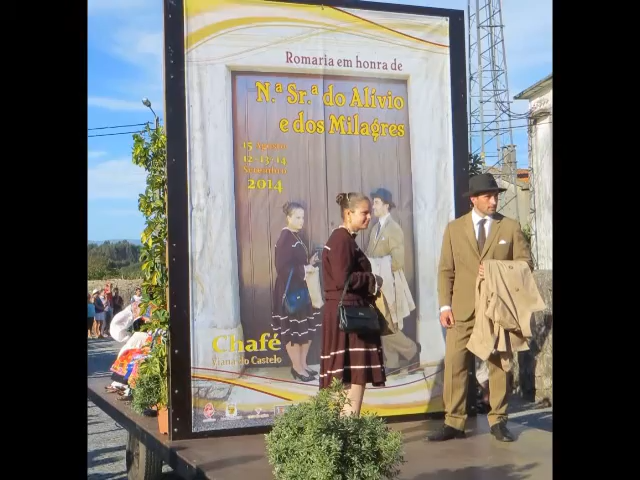 Romaria em honra de
N.ª Sr.ª do Alívio
e dos Milagres
15 Agosto
12 · 13 · 14
Setembro
2014
Chafé
Viana do Castelo